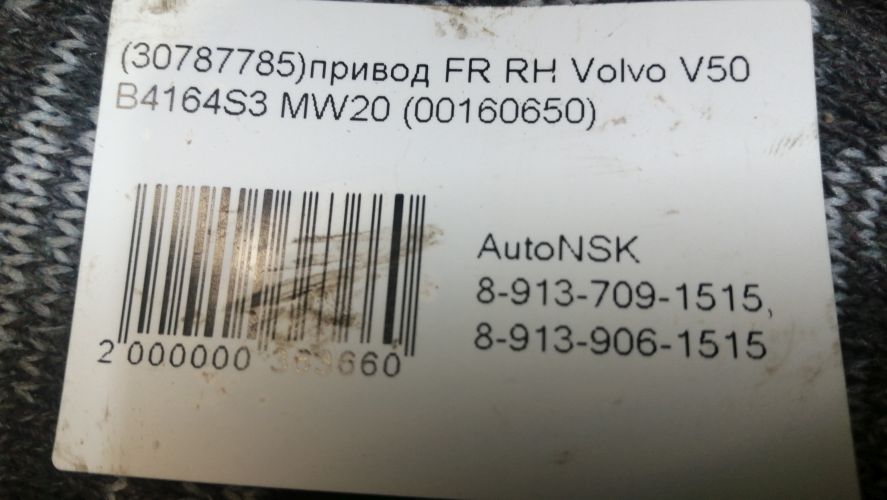 (30787785)привод FR RH Volvo V50
B4164S3 MW20 (00160650)
AutoNSK
8-913-709-1515,
8-913-906-1515
2 000000 363660